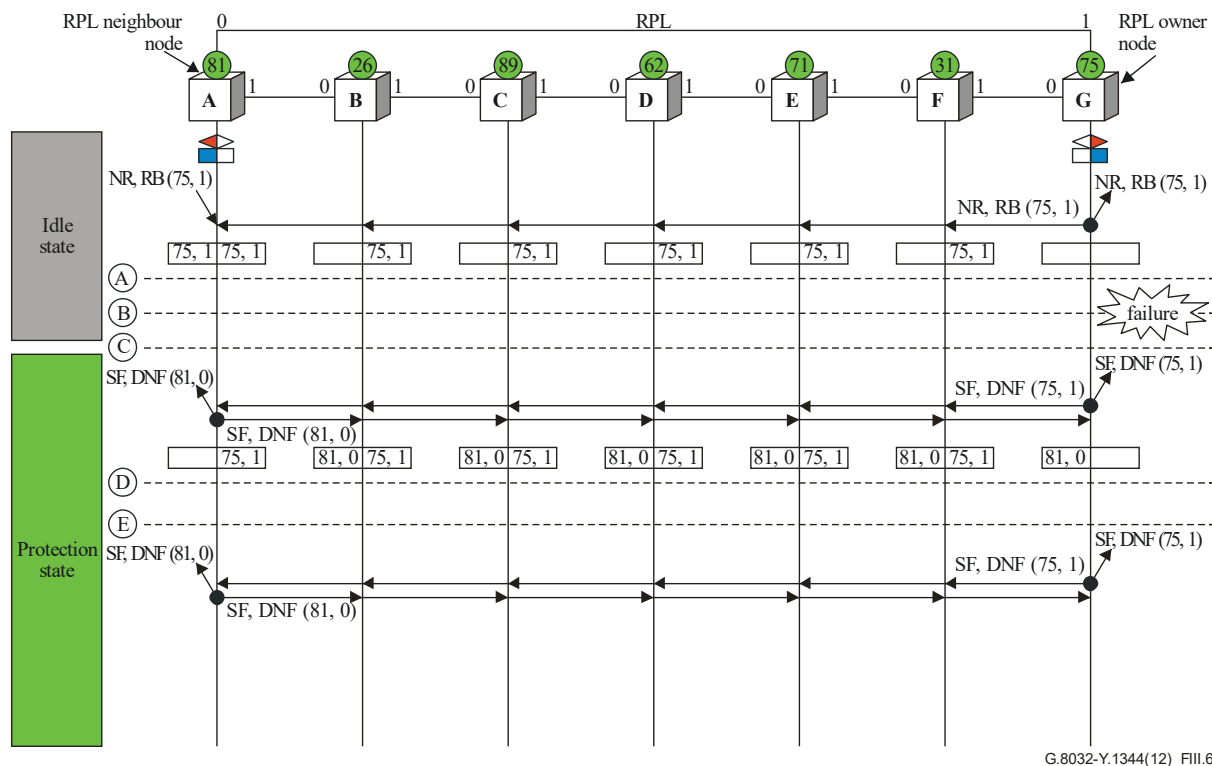 RPL neighbour
node
0
RPL
1
RPL owner
node
81
26
89
62
71
31
75
A
1
0
B
1
0
C
1
0
D
1
0
E
1
0
F
1
0
G
NR, RB (75, 1)
NR, RB (75, 1)
NR, RB (75, 1)
Idle
state
75, 1 75, 1
75, 1
75, 1
75, 1
75, 1
75, 1
A
B
failure
C
SF, DNF (81, 0)
SF, DNF (75, 1)
SF, DNF (75, 1)
SF, DNF (81, 0)
75, 1
81, 0 75, 1
81, 0 75, 1
81, 0 75, 1
81, 0 75, 1
81, 0 75, 1
81, 0
D
E
Protection
state
SF, DNF (81, 0)
SF, DNF (75, 1)
SF, DNF (75, 1)
SF, DNF (81, 0)
G.8032-Y.1344(12) FIII.6